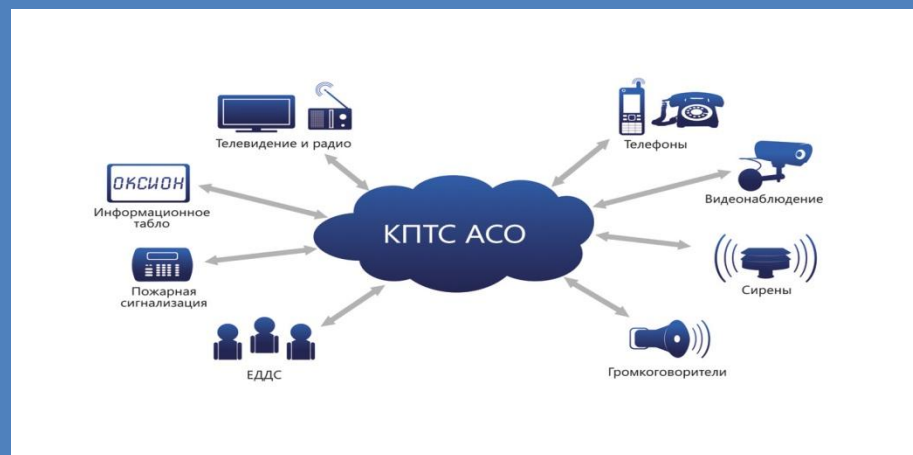 Телевидение и радио
Телефоны
ОКСИОН
Информационное
табло
Видеонаблюдение
КПТС АСО
Пожарная
сигнализация
Сирены
ЕДДС
Громкоговорители